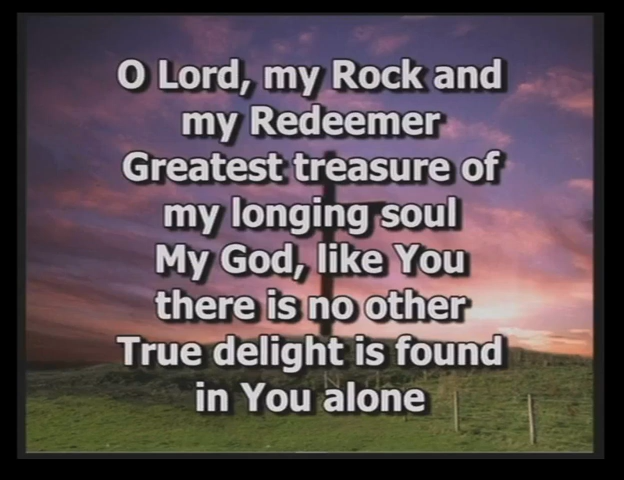 O Lord, my Rock and
my Redeemer
Greatest treasure of
my longing soul
My God, like You
there is no other
True delight is found
in You alone